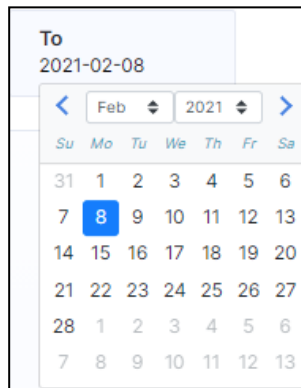 To
2021-02-08
Feb 2021
Su Mo Tu We Th Fr Sa
31 1 2 3 4 5 6
7 8 9 10 11 12 13
14 15 16 17 18 19 20
21 22 23 24 25 26 27
28 1 2 3 4 5 6
7 8 9 10 11 12 13